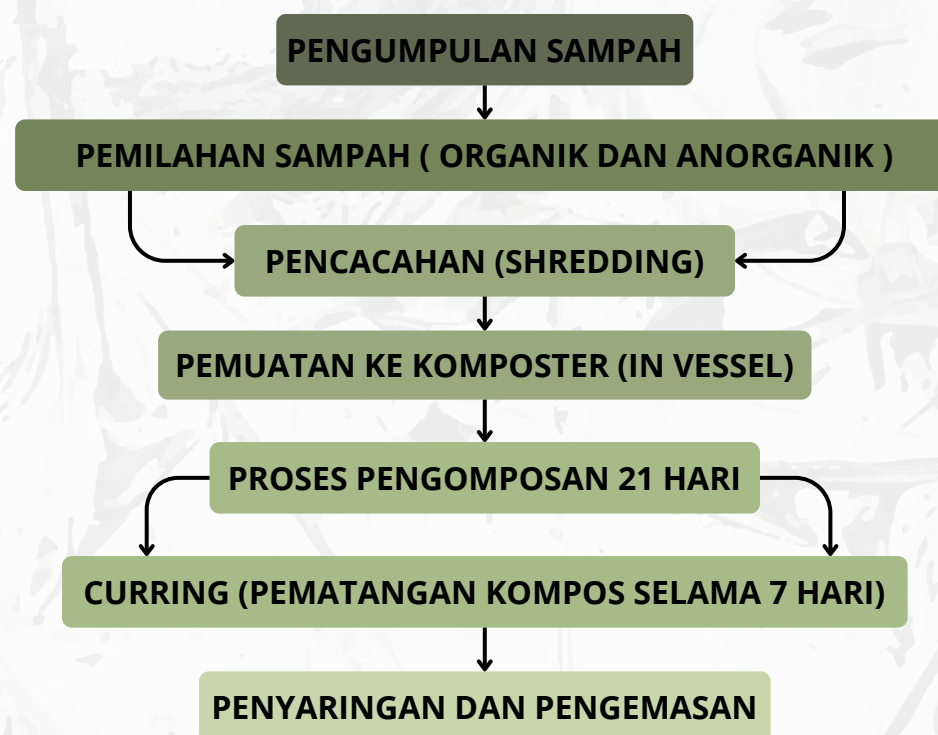 PENGUMPULAN SAMPAH
PEMILAHAN SAMPAH ( ORGANIK DAN ANORGANIK )
PENCACAHAN (SHREDDING)
PEMUATAN KE KOMPOSTER (IN VESSEL)
PROSES PENGOMPOSAN 21 HARI
CURRING (PEMATANGAN KOMPOS SELAMA 7 HARI)
PENYARINGAN DAN PENGEMASAN